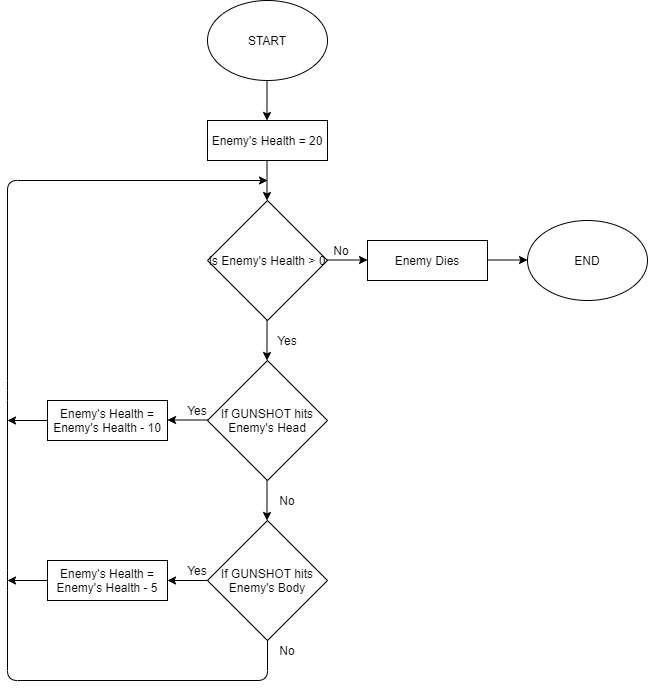 START
Enemy's Health = 20
Is Enemy's Health > 0
No
Enemy Dies
END
Yes
If GUNSHOT hits
Enemy's Head
Yes
Enemy's Health =
Enemy's Health - 10
No
If GUNSHOT hits
Enemy's Body
Yes
Enemy's Health =
Enemy's Health - 5
No